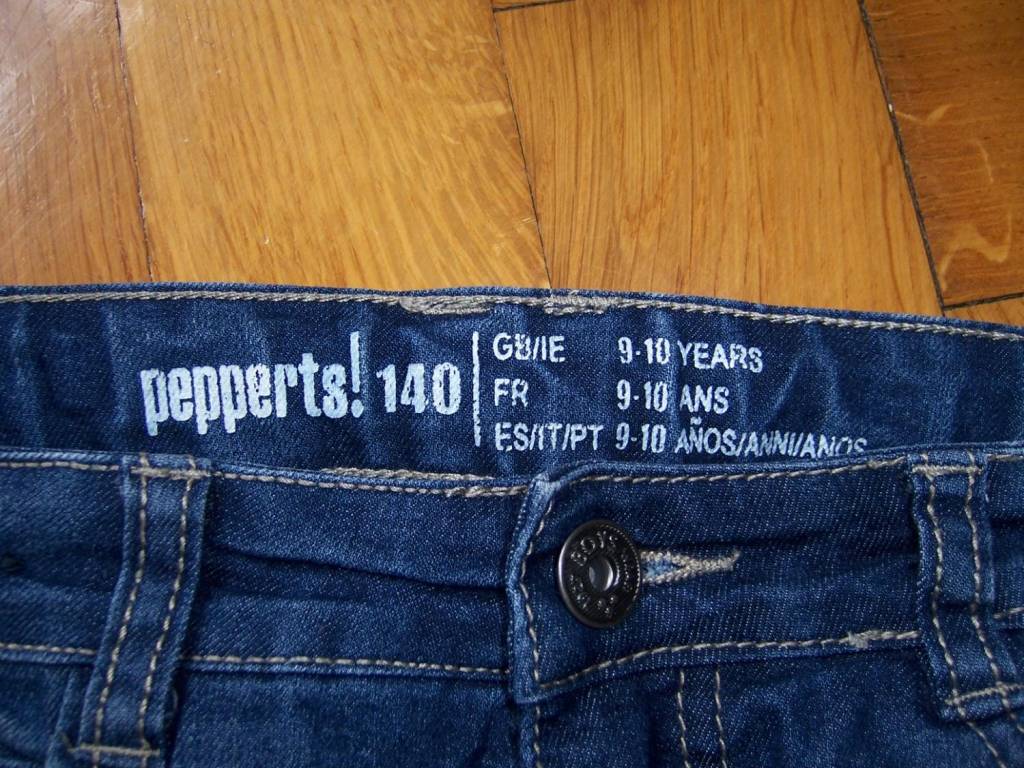 pepperts! 140
GB/IE 9-10 YEARS
FR 9-10 ANS
ES/IT/PT 9-10 AÑOS/ANNI/ANOS
BOYS